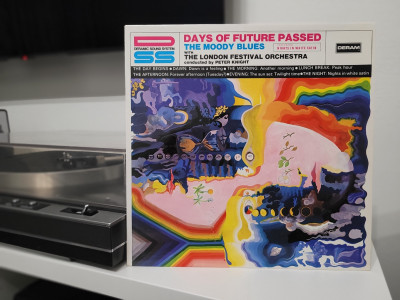 DSS
DERAMIC SOUND SYSTEM
DAYS OF FUTURE PASSED
THE MOODY BLUES
with
THE LONDON FESTIVAL ORCHESTRA
conducted by PETER KNIGHT
DERAM
THE DAY BEGINS ● DAWN: Dawn is a feeling ● THE MORNING: Another morning ● LUNCH BREAK: Peak hour
THE AFTERNOON: Forever afternoon (Tuesday?) ● EVENING: The sun set: Twilight time ● THE NIGHT: Nights in white satin